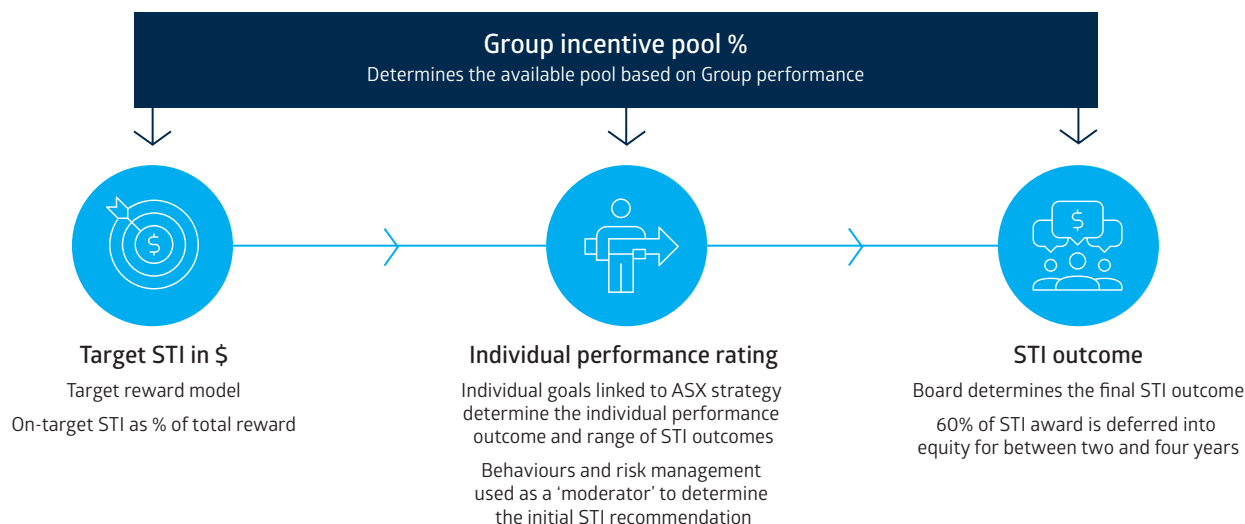 Group incentive pool %
Determines the available pool based on Group performance
$
Target STI in $
Target reward model
On-target STI as % of total reward
Individual performance rating
Individual goals linked to ASX strategy
determine the individual performance
outcome and range of STI outcomes
Behaviours and risk management
used as a ‘moderator’ to determine
the initial STI recommendation
$
STI outcome
Board determines the final STI outcome
60% of STI award is deferred into
equity for between two and four years